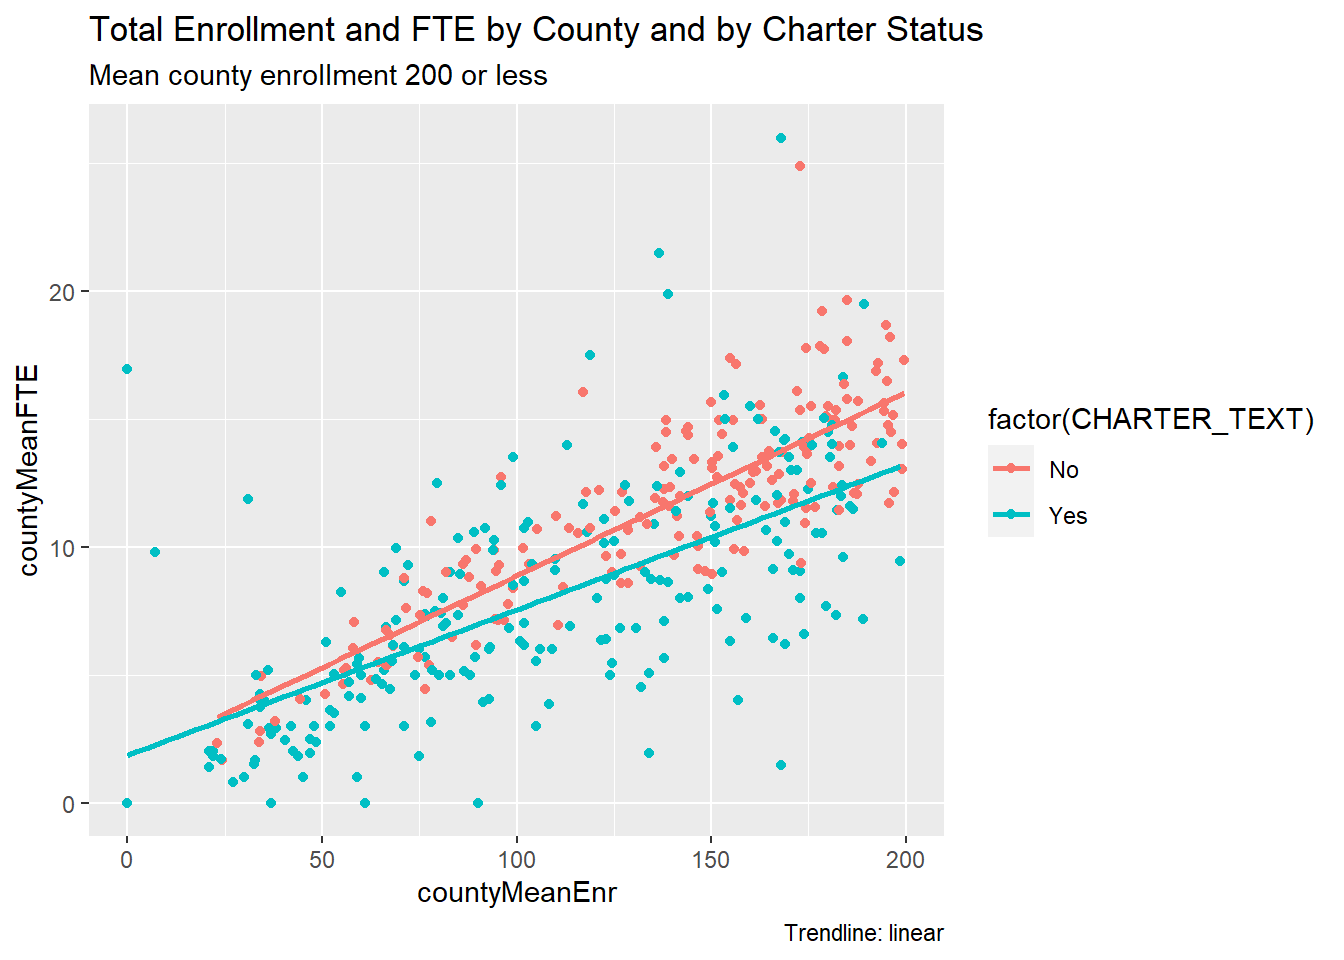 Total Enrollment and FTE by County and by Charter Status
Mean county enrollment 200 or less
20
10
0
countyMeanFTE
0 50 100 150 200
countyMeanEnr
factor(CHARTER_TEXT)
No
Yes
Trendline: linear